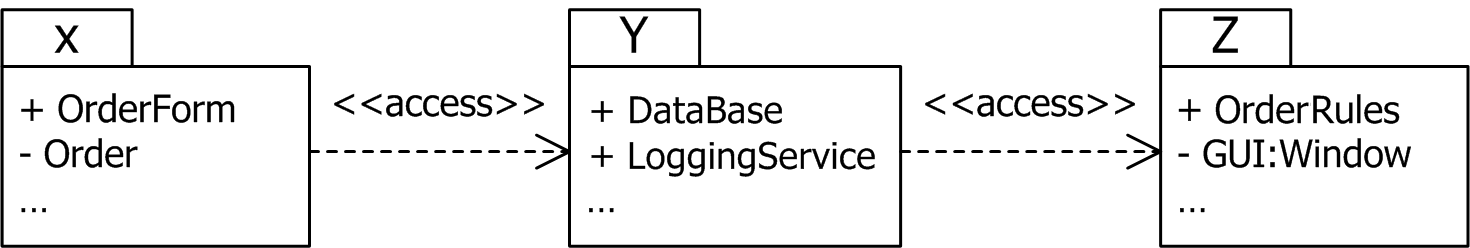 x
+ OrderForm
- Order
...
<<access>>
Y
+ DataBase
+ LoggingService
...
<<access>>
Z
+ OrderRules
- GUI:Window
...